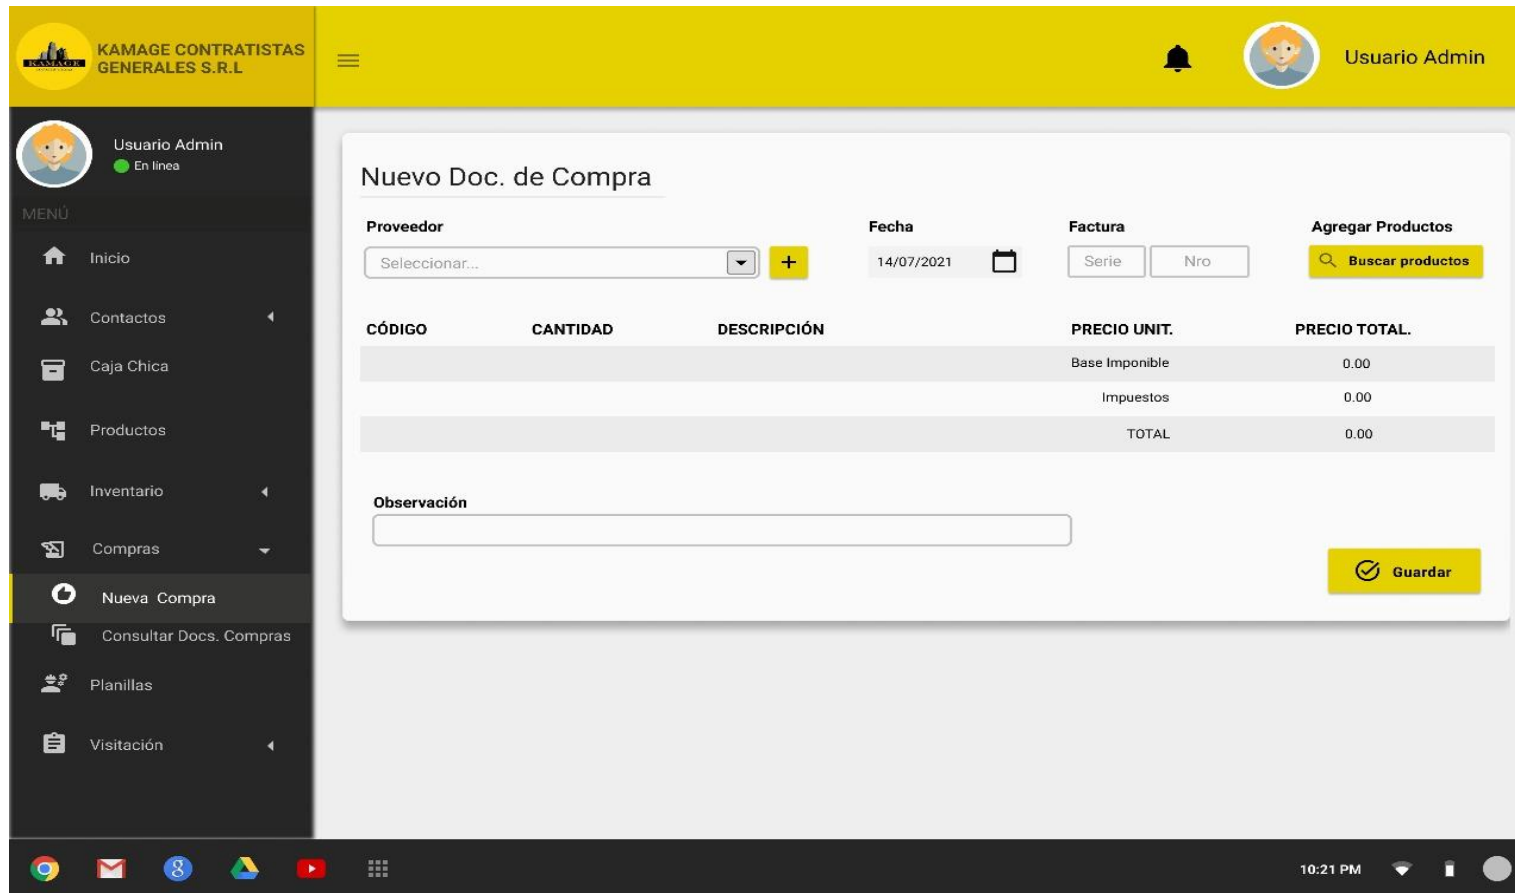 KAMAGE
KAMAGE CONTRATISTAS
GENERALES S.R.L
Usuario Admin
Usuario Admin
En línea
MENÚ
Inicio
Contactos
Caja Chica
Productos
Inventario
Compras
Nueva Compra
Consultar Docs. Compras
Planillas
Visitación
Nuevo Doc. de Compra
Proveedor Fecha Factura Agregar Productos
Seleccionar... + 14/07/2021 Serie Nro Buscar productos
CÓDIGO CANTIDAD DESCRIPCIÓN PRECIO UNIT. PRECIO TOTAL.
Base Imponible 0.00
Impuestos 0.00
TOTAL 0.00
Observación
Guardar
8
10:21 PM